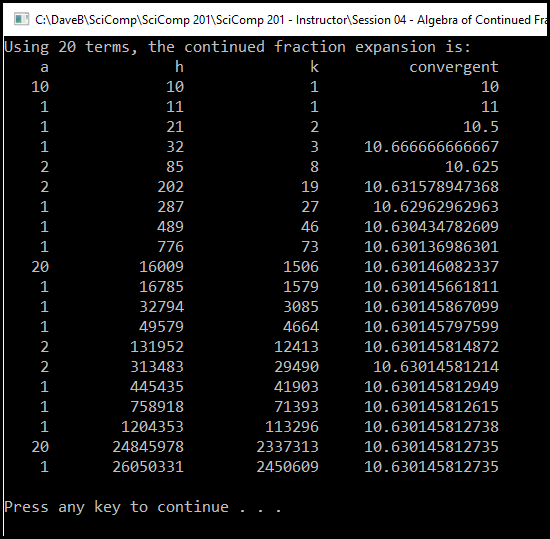 C:\DaveB\SciComp\SciComp 201\SciComp 201 - Instructor\Session 04 - Algebra of Continued Fra
Using 20 terms, the continued fraction expansion is:
a h k convergent
10 10 1 10
1 11 1 11
1 21 2 10.5
1 32 3 10.666666666667
2 85 8 10.625
2 202 19 10.631578947368
1 287 27 10.62962962963
1 489 46 10.630434782609
1 776 73 10.630136986301
20 16009 1506 10.630146082337
1 16785 1579 10.630145661811
1 32794 3085 10.630145867099
1 49579 4664 10.630145797599
2 131952 12413 10.630145814872
2 313483 29490 10.63014581214
1 445435 41903 10.630145812949
1 758918 71393 10.630145812615
1 1204353 113296 10.630145812738
20 24845978 2337313 10.630145812735
1 26050331 2450609 10.630145812735
Press any key to continue . . .